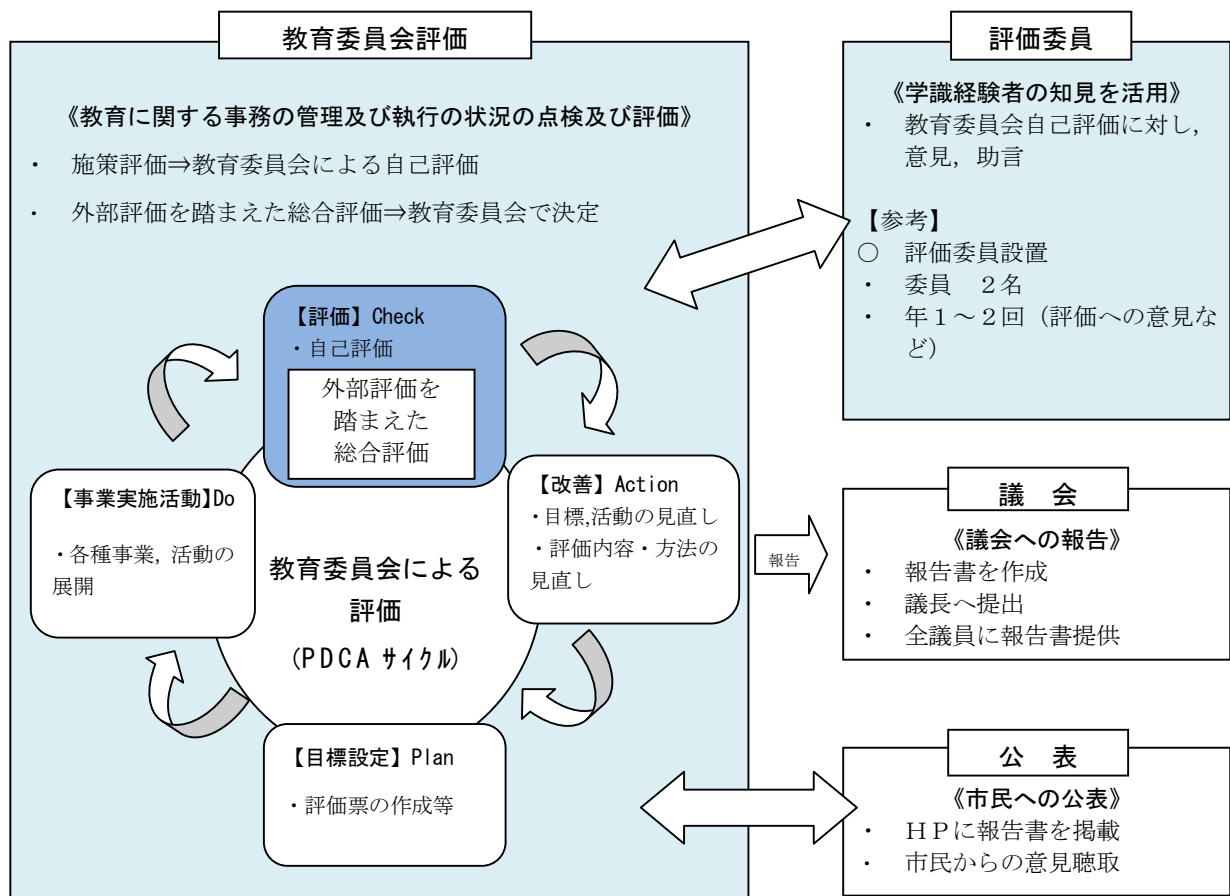 教育委員会評価
《教育に関する事務の管理及び執行の状況の点検及び評価》
・ 施策評価⇒教育委員会による自己評価
・ 外部評価を踏まえた総合評価⇒教育委員会で決定
【評価】Check
・自己評価
外部評価を
踏まえた
総合評価
【事業実施活動】Do
・各種事業, 活動の
展開
【改善】Action
・目標,活動の見直し
・評価内容・方法の
見直し
教育委員会による
評価
(PDCA サイクル)
【目標設定】Plan
・評価票の作成等
評価委員
《学識経験者の知見を活用》
・ 教育委員会自己評価に対し,
意見, 助言
【参考】
○ 評価委員設置
・ 委員 2名
・ 年1~2回(評価への意見な
ど)
報告
議 会
《議会への報告》
・ 報告書を作成
・ 議長へ提出
・ 全議員に報告書提供
公 表
《市民への公表》
・ HPに報告書を掲載
・ 市民からの意見聴取